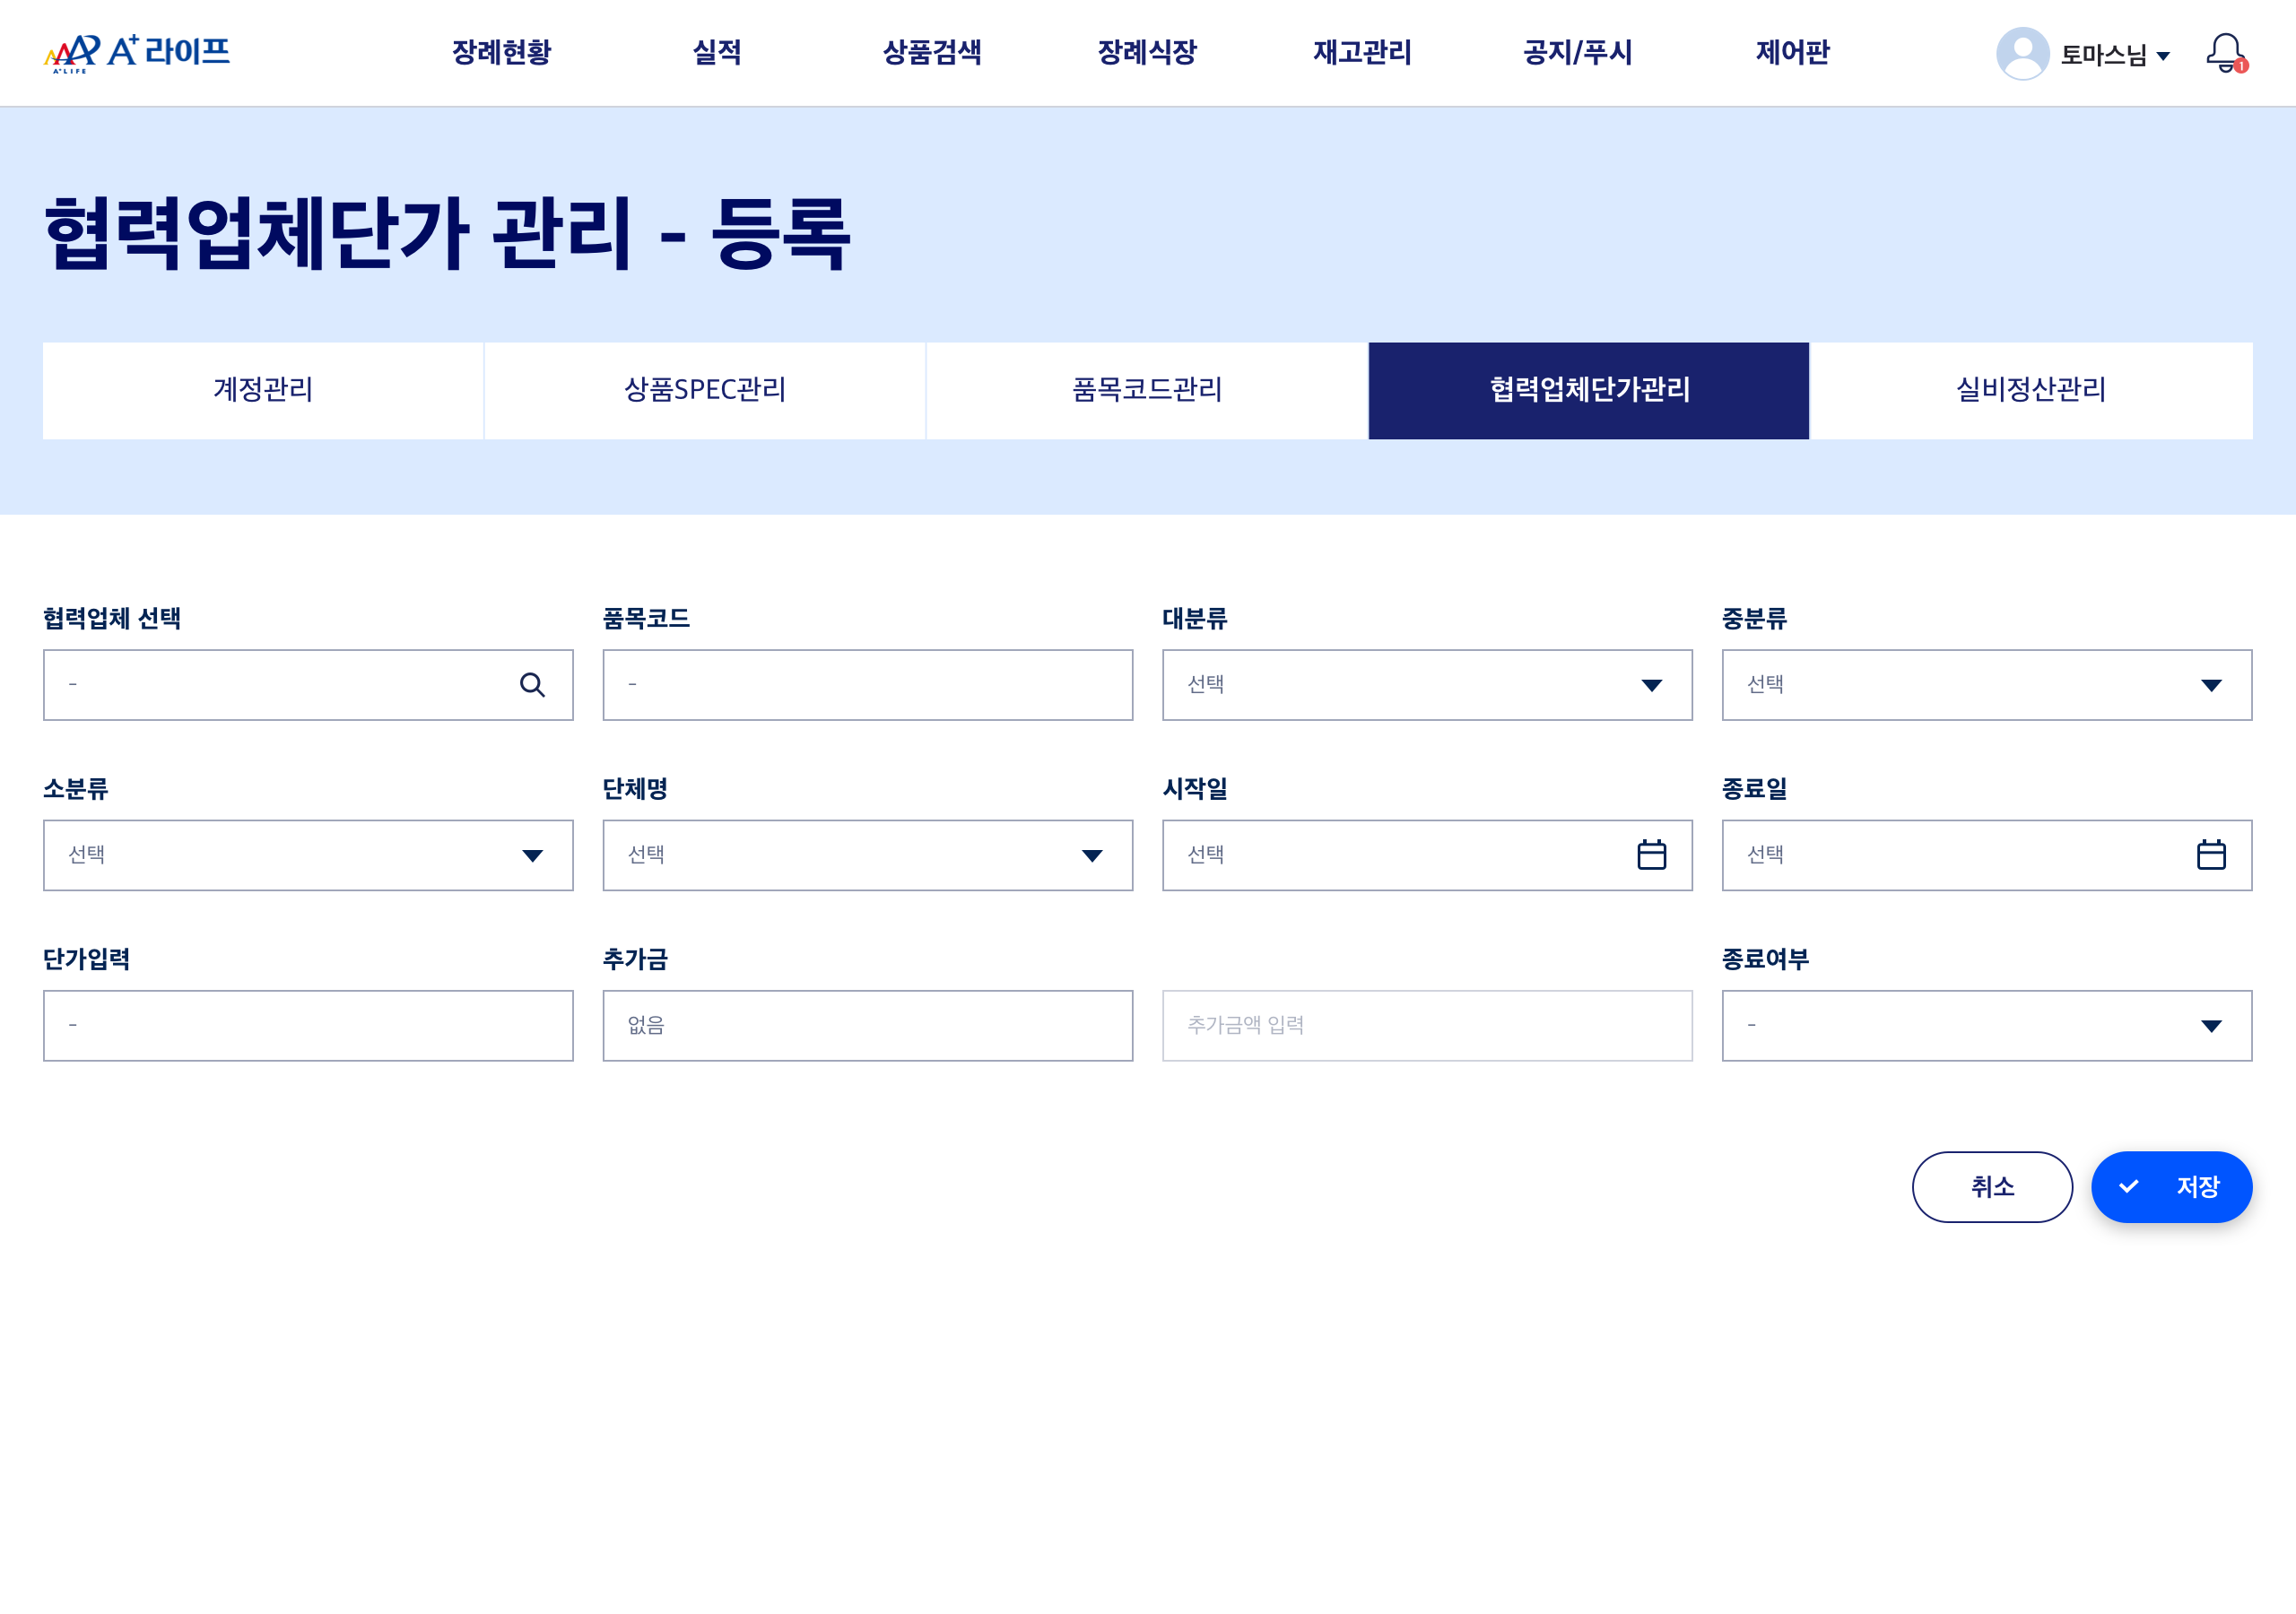 A+ LIFE A+ 라이프 장례현황 실적 상품검색 장례식장 재고관리 공지/푸시 제어판 토마스님 1
협력업체단가 관리 - 등록
계정관리 상품SPEC관리 품목코드관리 협력업체단가관리 실비정산관리
협력업체 선택 품목코드 대분류 중분류
- - 선택 선택
소분류 단체명 시작일 종료일
선택 선택 선택 선택
단가입력 추가금 종료여부
- 없음 추가금액 입력 -
취소 저장